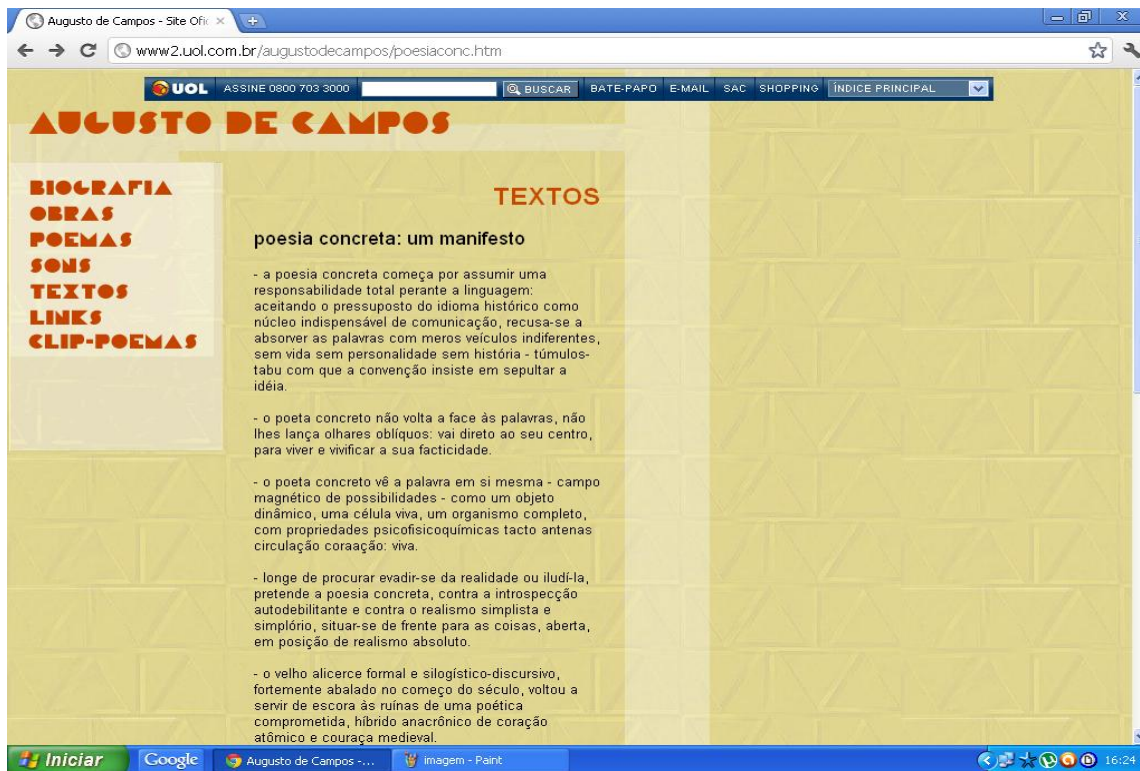 Augusto de Campos - Site Ofic
www2.uol.com.br/augustodecampos/poesiaconc.htm
UOL ASSINE 0800 703 3000 BUSCAR BATE-PAPO E-MAIL SAC SHOPPING ÍNDICE PRINCIPAL
AUGUSTO DE CAMPOS
BIOGRAFIA
OBRAS
POEMAS
SONS
TEXTOS
LINKS
CLIP-POEMAS
TEXTOS
poesia concreta: um manifesto
- a poesia concreta começa por assumir uma
responsabilidade total perante a linguagem:
aceitando o pressuposto do idioma histórico como
núcleo indispensável de comunicação, recusa-se a
absorver as palavras com meros veículos indiferentes,
sem vida sem personalidade sem história - túmulos-
tabu com que a convenção insiste em sepultar a
idéia.
- o poeta concreto não volta a face às palavras, não
lhes lança olhares oblíquos: vai direto ao seu centro,
para viver e vivificar a sua facticidade.
- o poeta concreto vê a palavra em si mesma - campo
magnético de possibilidades - como um objeto
dinâmico, uma célula viva, um organismo completo,
com propriedades psicofisicoquímicas tacto antenas
circulação coraação: viva.
- longe de procurar evadir-se da realidade ou iludí-la,
pretende a poesia concreta, contra a introspecção
autodebilitante e contra o realismo simplista e
simplório, situar-se de frente para as coisas, aberta,
em posição de realismo absoluto.
- o velho alicerce formal e silogístico-discursivo,
fortemente abalado no começo do século, voltou a
servir de escora às ruínas de uma poética
comprometida, híbrido anacrônico de coração
atômico e couraça medieval.
Iniciar Google Augusto de Campos -... imagem - Paint 16:24